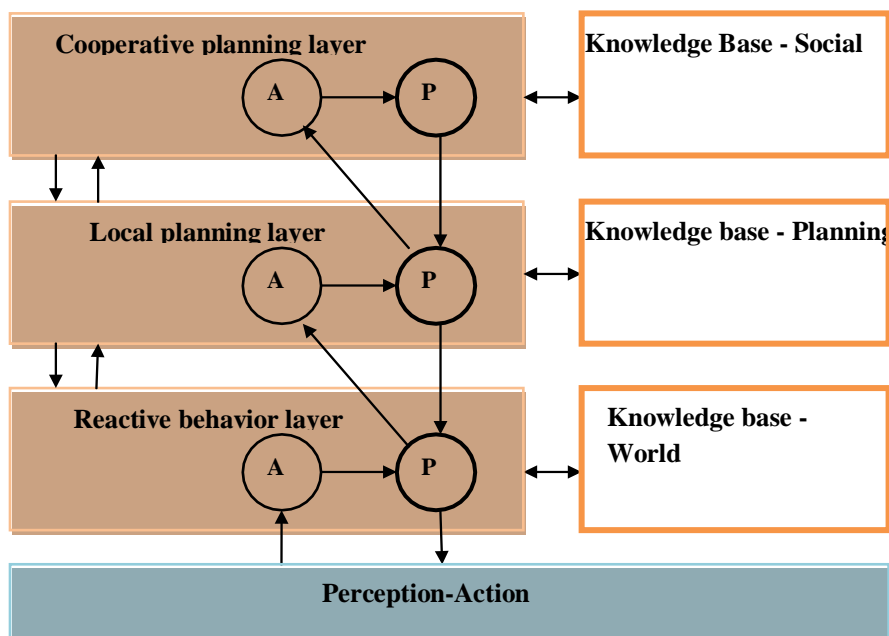 Cooperative planning layer
Knowledge Base - Social
A
P
Local planning layer
Knowledge base - Planning
A
P
Reactive behavior layer
Knowledge base -
World
A
P
Perception-Action